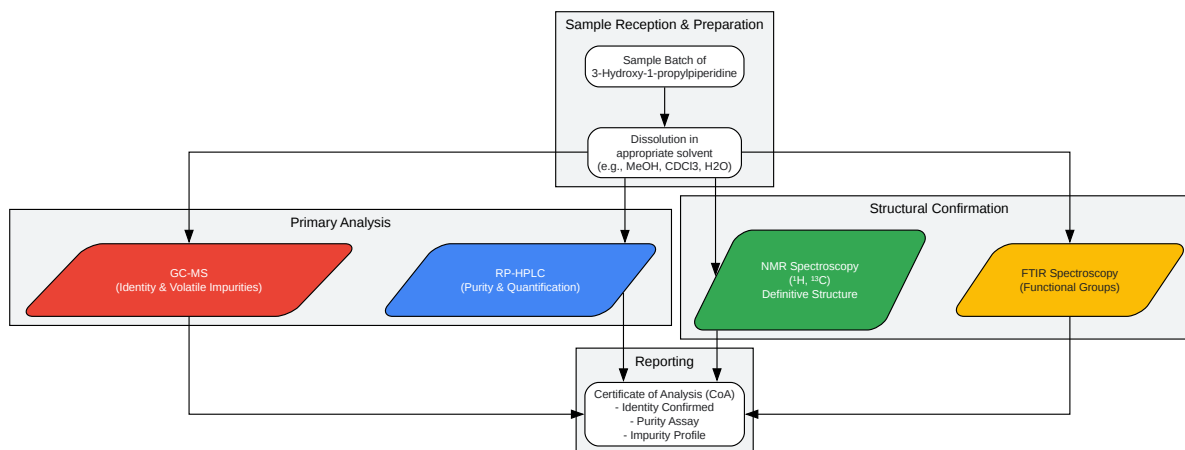 Sample Reception & Preparation
Sample Batch of
3-Hydroxy-1-propylpiperidine
Dissolution in
appropriate solvent
(e.g., MeOH, CDCl3, H2O)
Primary Analysis
GC-MS
(Identity & Volatile Impurities)
RP-HPLC
(Purity & Quantification)
Structural Confirmation
NMR Spectroscopy
(¹H, ¹³C)
Definitive Structure
FTIR Spectroscopy
(Functional Groups)
Reporting
Certificate of Analysis (CoA)
- Identity Confirmed
- Purity Assay
- Impurity Profile